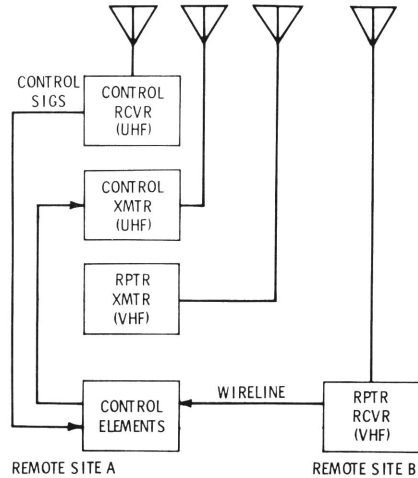 CONTROL
SIGS
CONTROL
RCVR
(UHF)
CONTROL
XMTR
(UHF)
RPTR
XMTR
(VHF)
CONTROL
ELEMENTS
WIRELINE
RPTR
RCVR
(VHF)
REMOTE SITE A
REMOTE SITE B